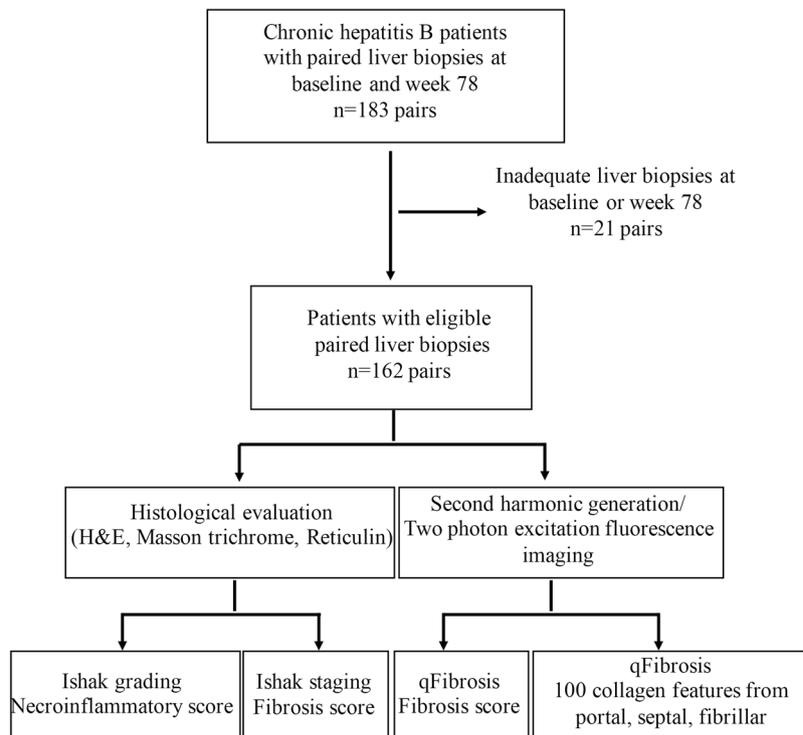 Chronic hepatitis B patients
with paired liver biopsies at
baseline and week 78
n=183 pairs
Inadequate liver biopsies at
baseline or week 78
n=21 pairs
Patients with eligible
paired liver biopsies
n=162 pairs
Histological evaluation
(H&E, Masson trichrome, Reticulin)
Second harmonic generation/
Two photon excitation fluorescence
imaging
Ishak grading
Necroinflammatory score
Ishak staging
Fibrosis score
qFibrosis
Fibrosis score
qFibrosis
100 collagen features from
portal, septal, fibrillar